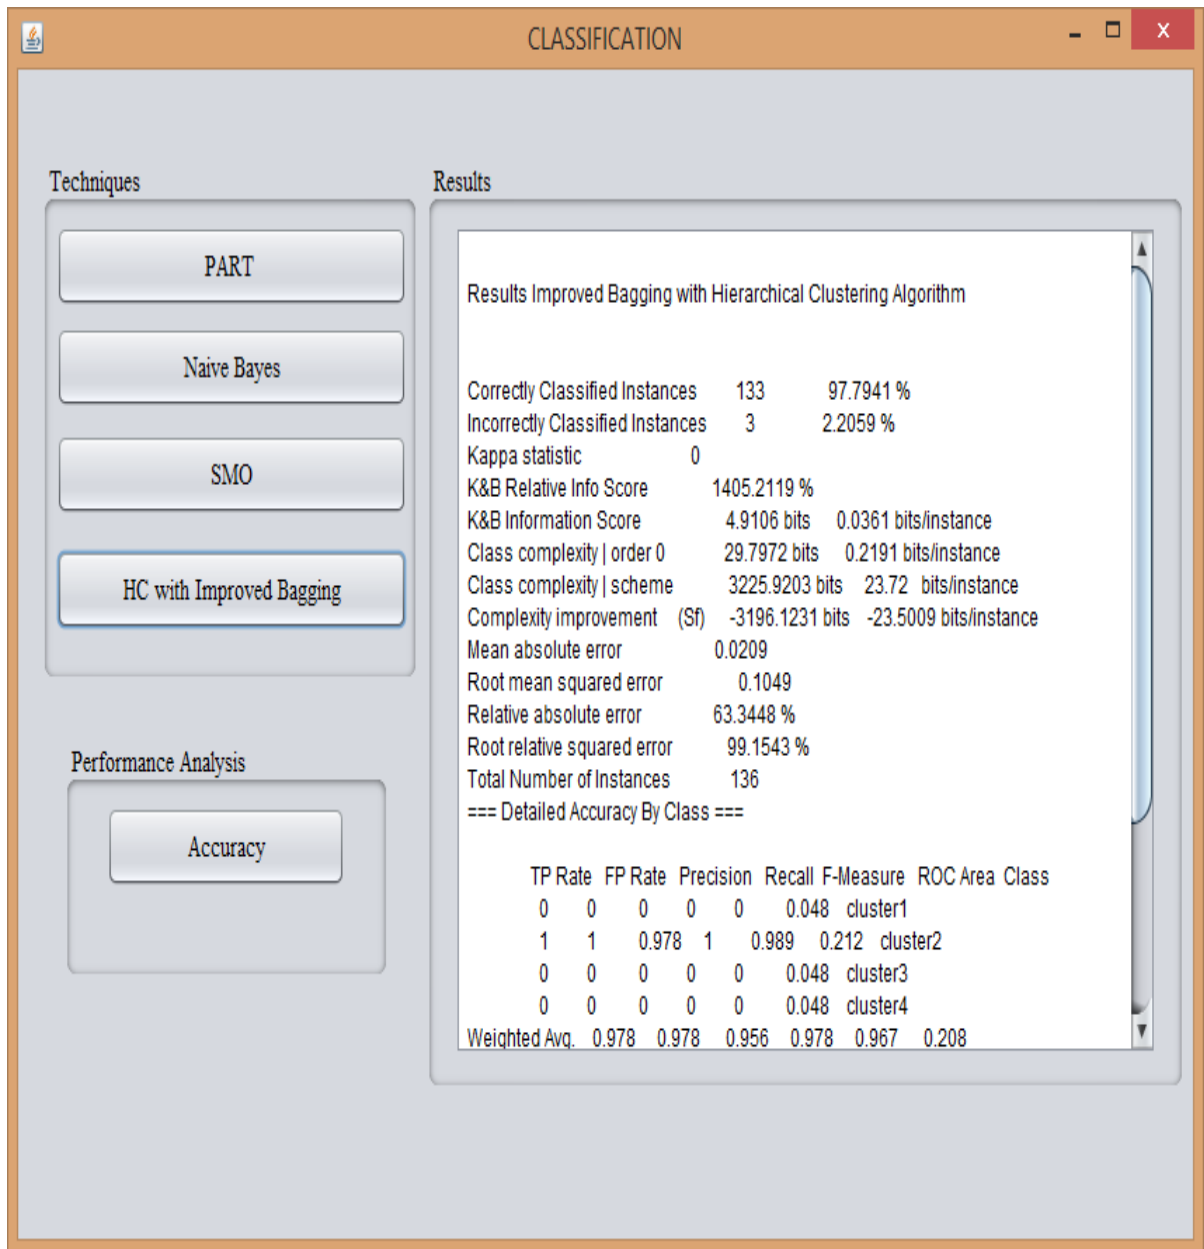 CLASSIFICATION
Techniques
PART
Naive Bayes
SMO
HC with Improved Bagging
Performance Analysis
Accuracy
Results
Results Improved Bagging with Hierarchical Clustering Algorithm
Correctly Classified Instances 133 97.7941 %
Incorrectly Classified Instances 3 2.2059 %
Kappa statistic 0
K&B Relative Info Score 1405.2119 %
K&B Information Score 4.9106 bits 0.0361 bits/instance
Class complexity | order 0 29.7972 bits 0.2191 bits/instance
Class complexity | scheme 3225.9203 bits 23.72 bits/instance
Complexity improvement (Sf) -3196.1231 bits -23.5009 bits/instance
Mean absolute error 0.0209
Root mean squared error 0.1049
Relative absolute error 63.3448 %
Root relative squared error 99.1543 %
Total Number of Instances 136
=== Detailed Accuracy By Class ===
TP Rate FP Rate Precision Recall F-Measure ROC Area Class
0 0 0 0 0 0.048 cluster1
1 1 0.978 1 0.989 0.212 cluster2
0 0 0 0 0 0.048 cluster3
0 0 0 0 0 0.048 cluster4
Weighted Avg. 0.978 0.978 0.956 0.978 0.967 0.208